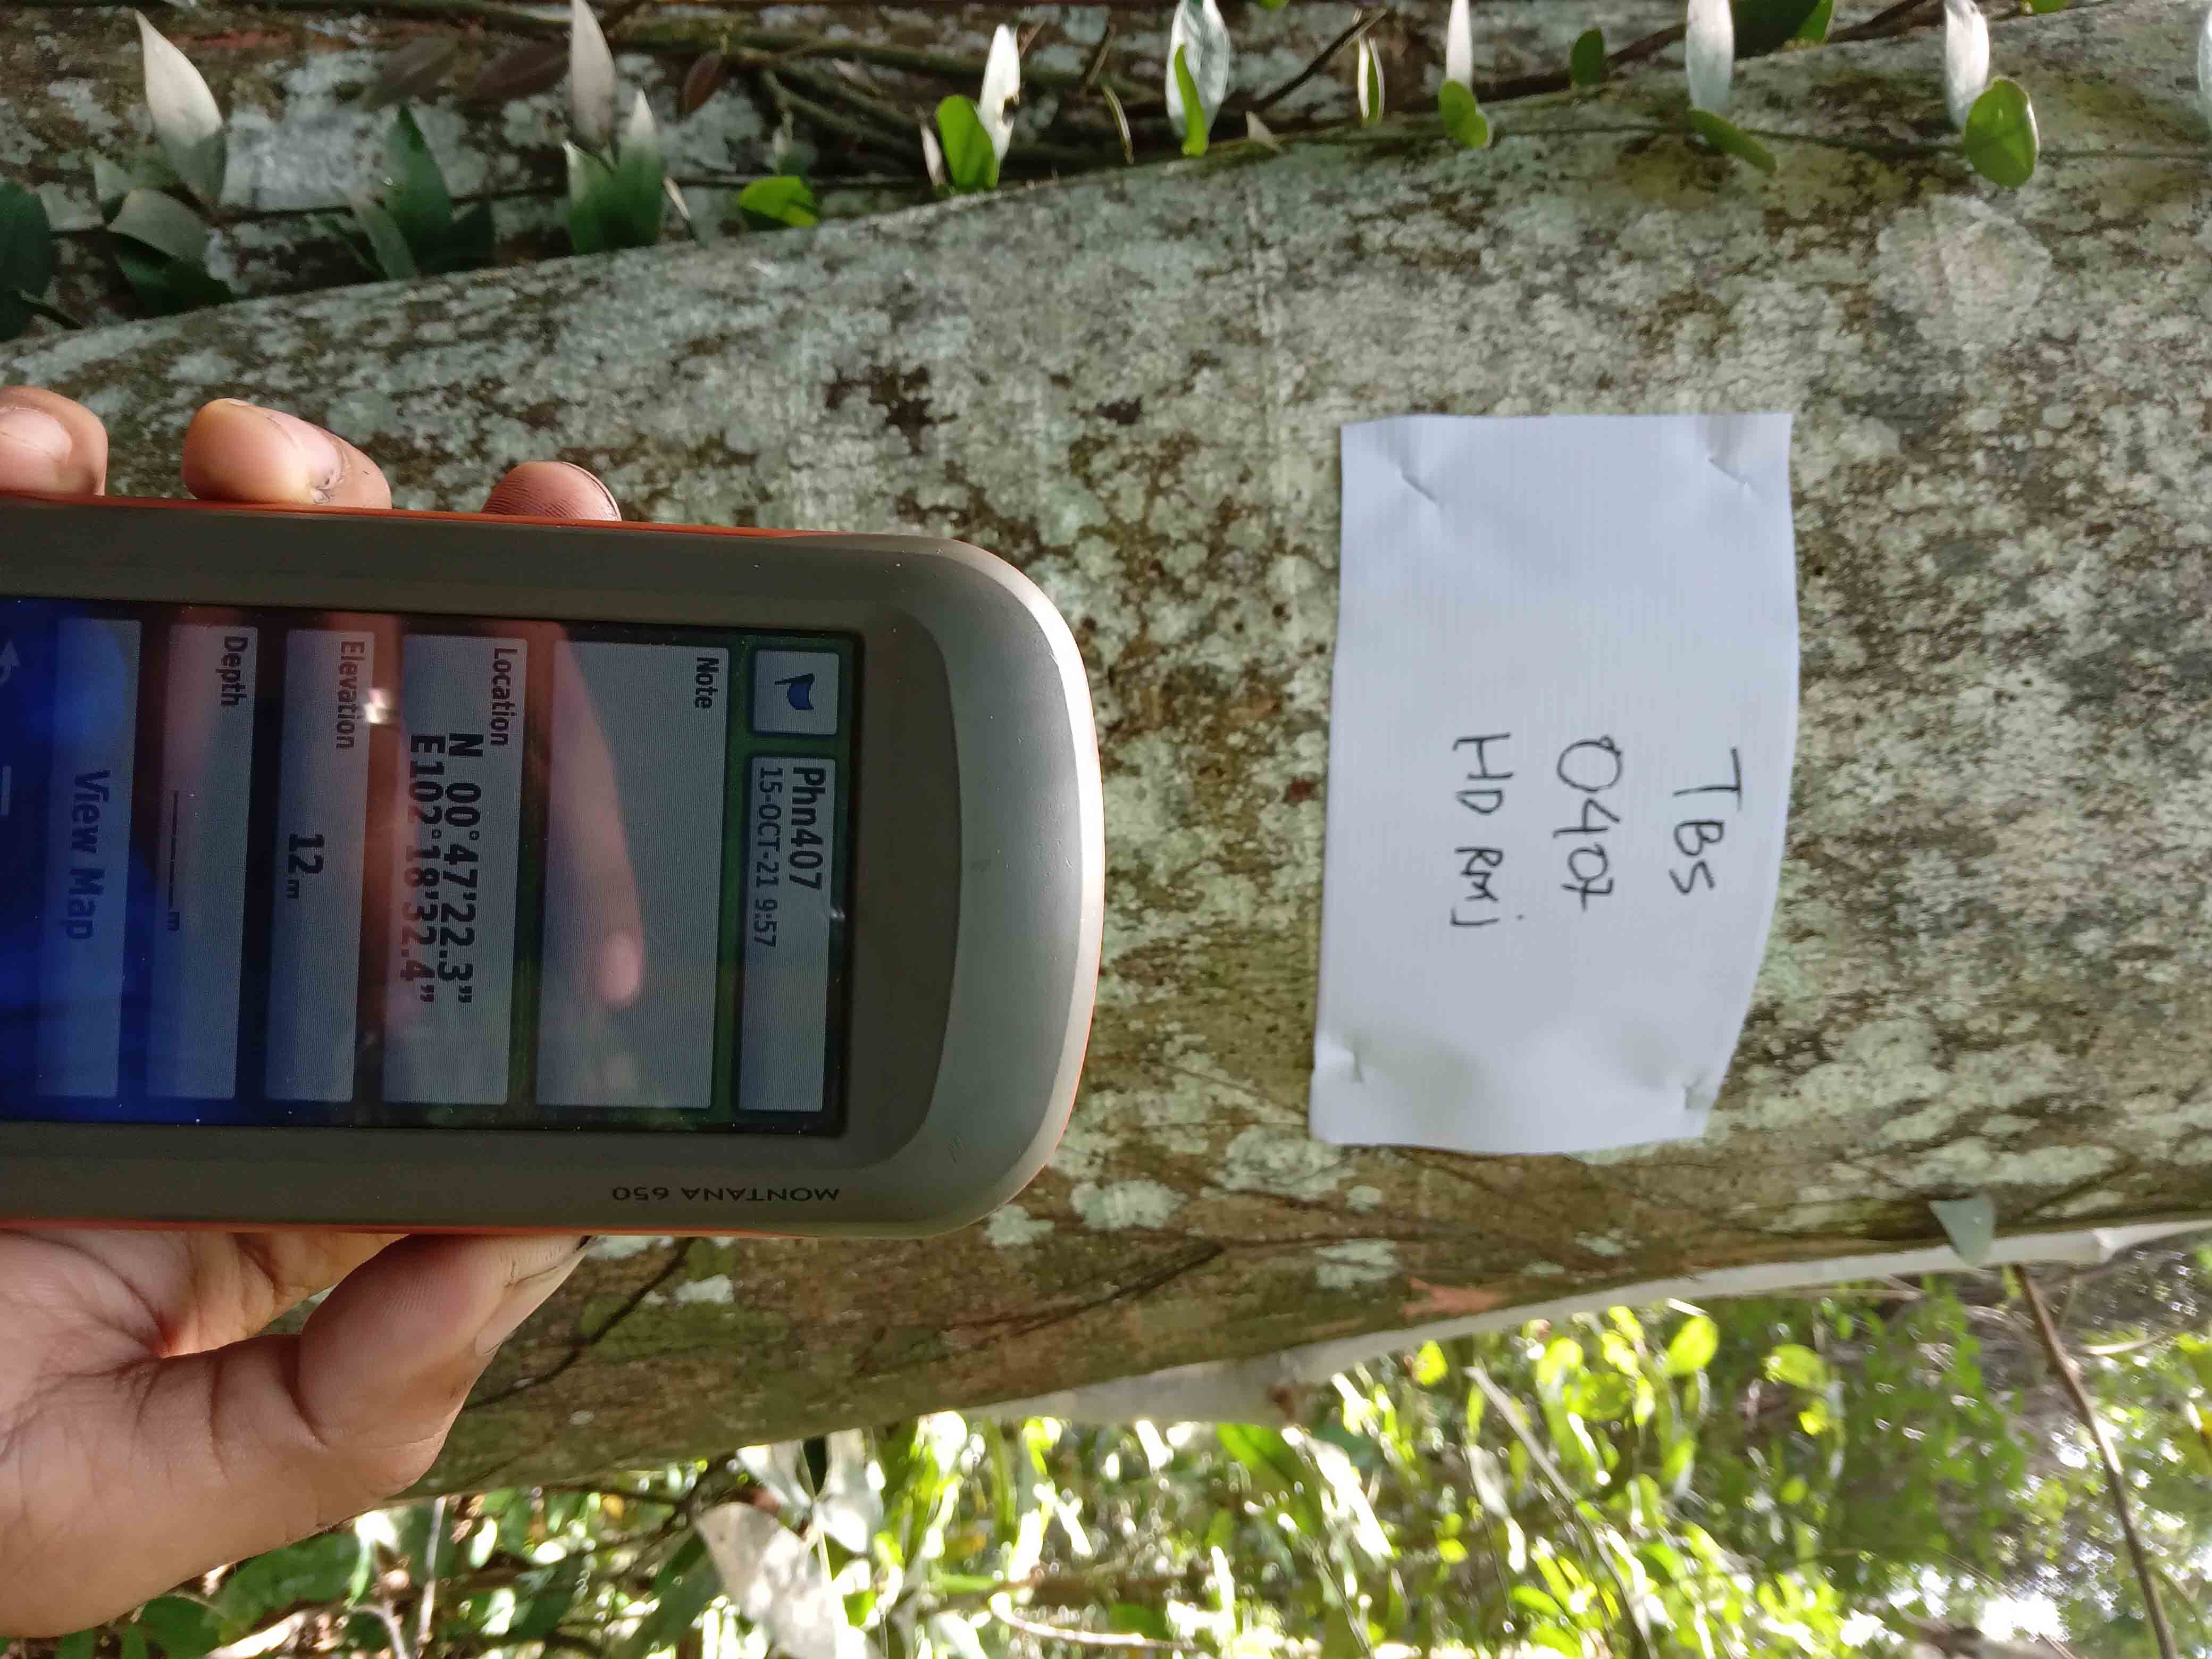 TBS
0407
HD RMj
MONTANA 650
Phn407
15-OCT-21 9:57
Note
Location
N 00°47'22.3"
E102°18'32.4"
Elevation
12m
Depth
_____m
View Map